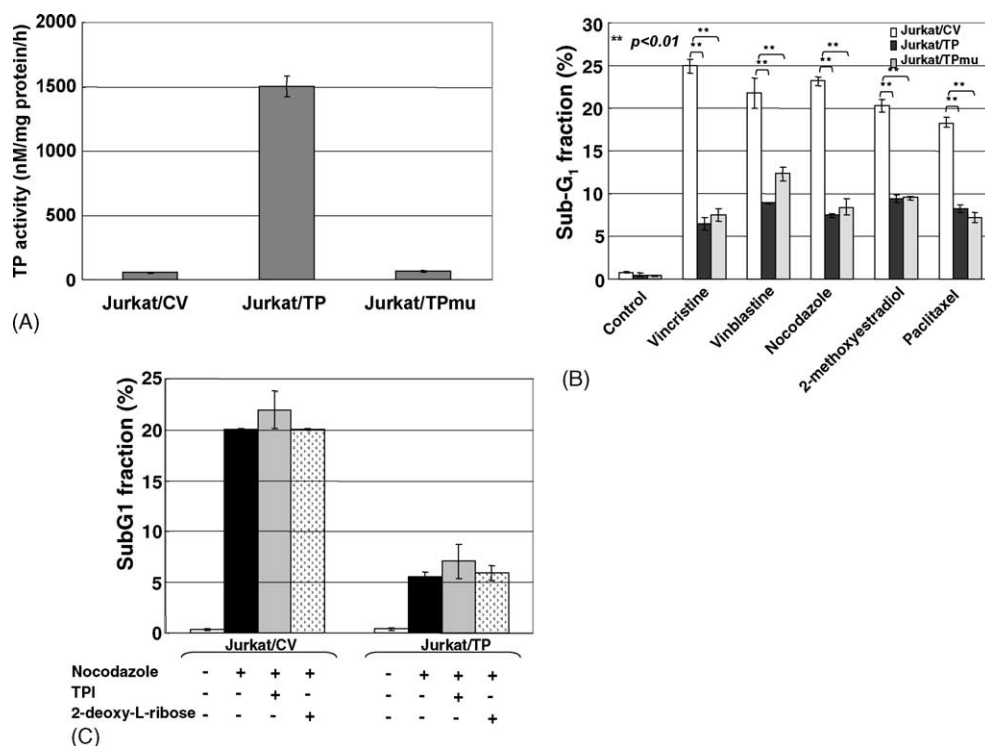 TP activity (nM/mg protein/h)
2000
1500
1000
500
0
Jurkat/CV Jurkat/TP Jurkat/TPmu
(A)
Sub-G1 fraction (%)
30
25
20
15
10
5
0
** p<0.01
Jurkat/CV
Jurkat/TP
Jurkat/TPmu
**
**
**
**
**
**
**
**
**
**
Control
Vincristine
Vinblastine
Nocodazole
2-methoxyestradiol
Paclitaxel
(B)
SubG1 fraction (%)
25
20
15
10
5
0
Jurkat/CV Jurkat/TP
Nocodazole - + + + - + + +
TPI - - + - - - + -
2-deoxy-L-ribose - - - + - - - +
(C)